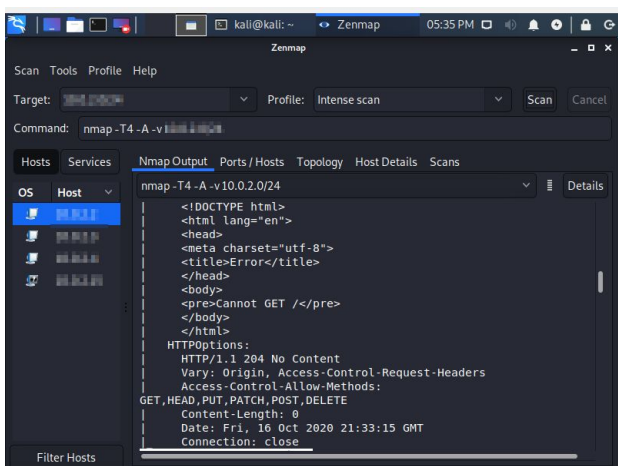 kali@kali: ~
Zenmap
05:35 PM
Zenmap
Scan Tools Profile Help
Target:
Profile: Intense scan
Scan Cancel
Command: nmap -T4 -A -v
Hosts Services
Nmap Output Ports / Hosts Topology Host Details Scans
OS Host
nmap -T4 -A -v 10.0.2.0/24
Details
| <!DOCTYPE html>
| <html lang="en">
| <head>
| <meta charset="utf-8">
| <title>Error</title>
| </head>
| <body>
| <pre>Cannot GET /</pre>
| </body>
| </html>
| HTTPOptions:
| HTTP/1.1 204 No Content
| Vary: Origin, Access-Control-Request-Headers
| Access-Control-Allow-Methods:
GET,HEAD,PUT,PATCH,POST,DELETE
| Content-Length: 0
| Date: Fri, 16 Oct 2020 21:33:15 GMT
|_ Connection: close
Filter Hosts